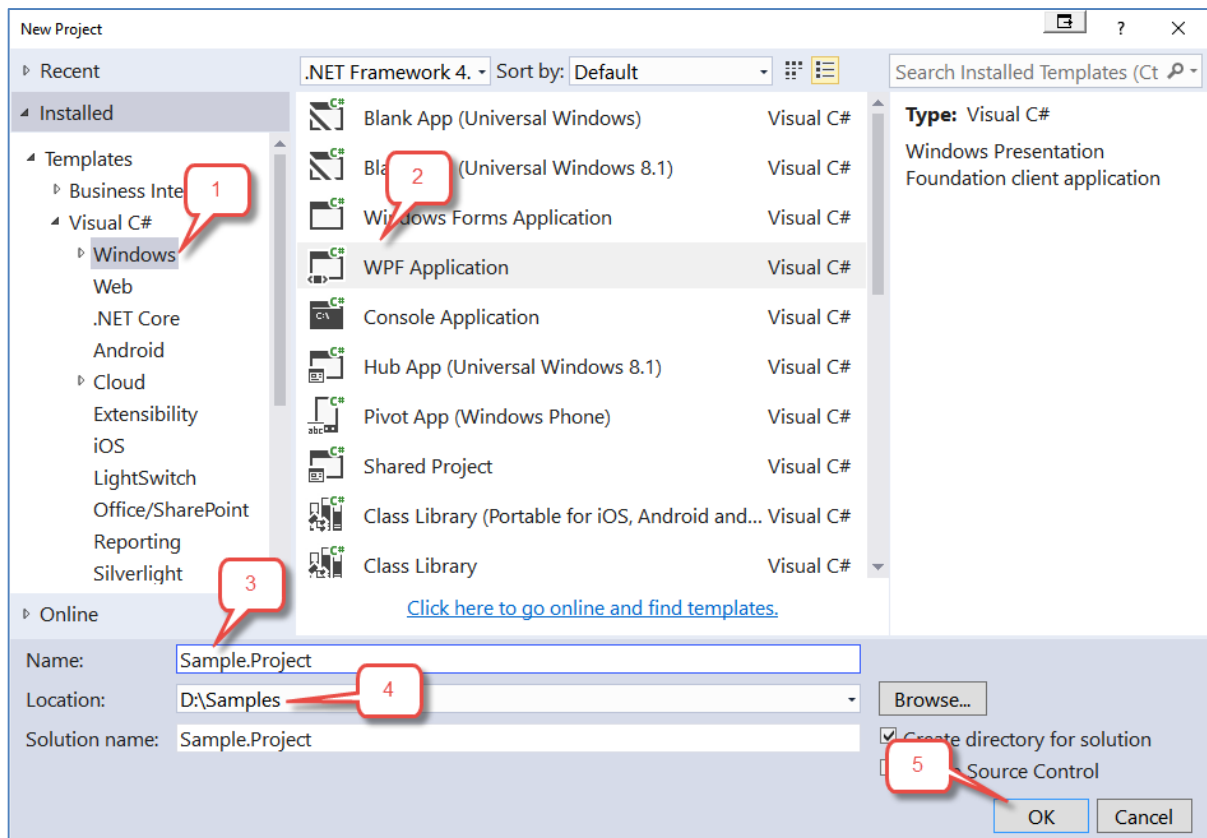 New Project ?
Recent
.NET Framework 4. Sort by: Default
Search Installed Templates (Ct
Installed
Templates
Business Inte
1
Visual C#
Windows
Web
.NET Core
Android
Cloud
Extensibility
iOS
LightSwitch
Office/SharePoint
Reporting
Silverlight
Online
Blank App (Universal Windows) Visual C#
(Universal Windows 8.1) Visual C#
2
Windows Forms Application Visual C#
WPF Application Visual C#
Console Application Visual C#
Hub App (Universal Windows 8.1) Visual C#
Pivot App (Windows Phone) Visual C#
Shared Project Visual C#
Class Library (Portable for iOS, Android and... Visual C#
Class Library Visual C#
Click here to go online and find templates.
Type: Visual C#
Windows Presentation
Foundation client application
3
Name: Sample.Project
Location: D:\Samples
4
Browse...
Solution name: Sample.Project
Create directory for solution
Source Control
5
OK Cancel